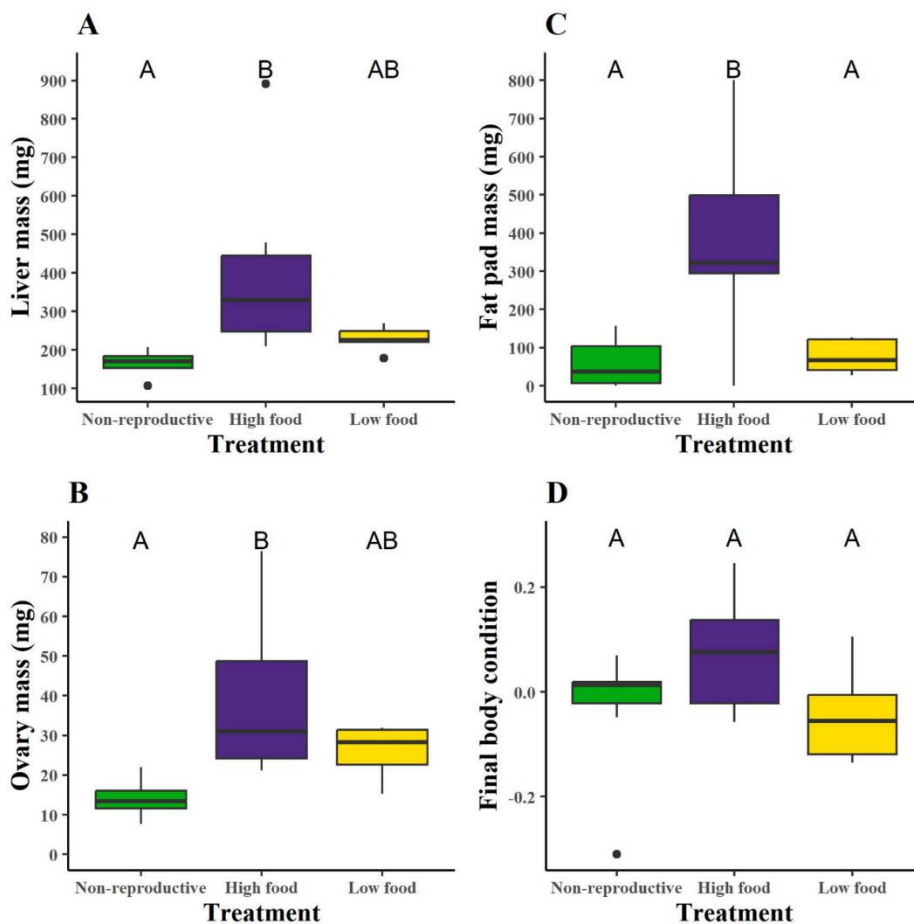 A
A B AB
900
800
700
600
500
400
300
200
100
Liver mass (mg)
Non-reproductive High food Low food
Treatment
C
A B A
800
700
600
500
400
300
200
100
0
Fat pad mass (mg)
Non-reproductive High food Low food
Treatment
B
A B AB
80
70
60
50
40
30
20
10
0
Ovary mass (mg)
Non-reproductive High food Low food
Treatment
D
A A A
0.2
0.0
-0.2
Final body condition
Non-reproductive High food Low food
Treatment